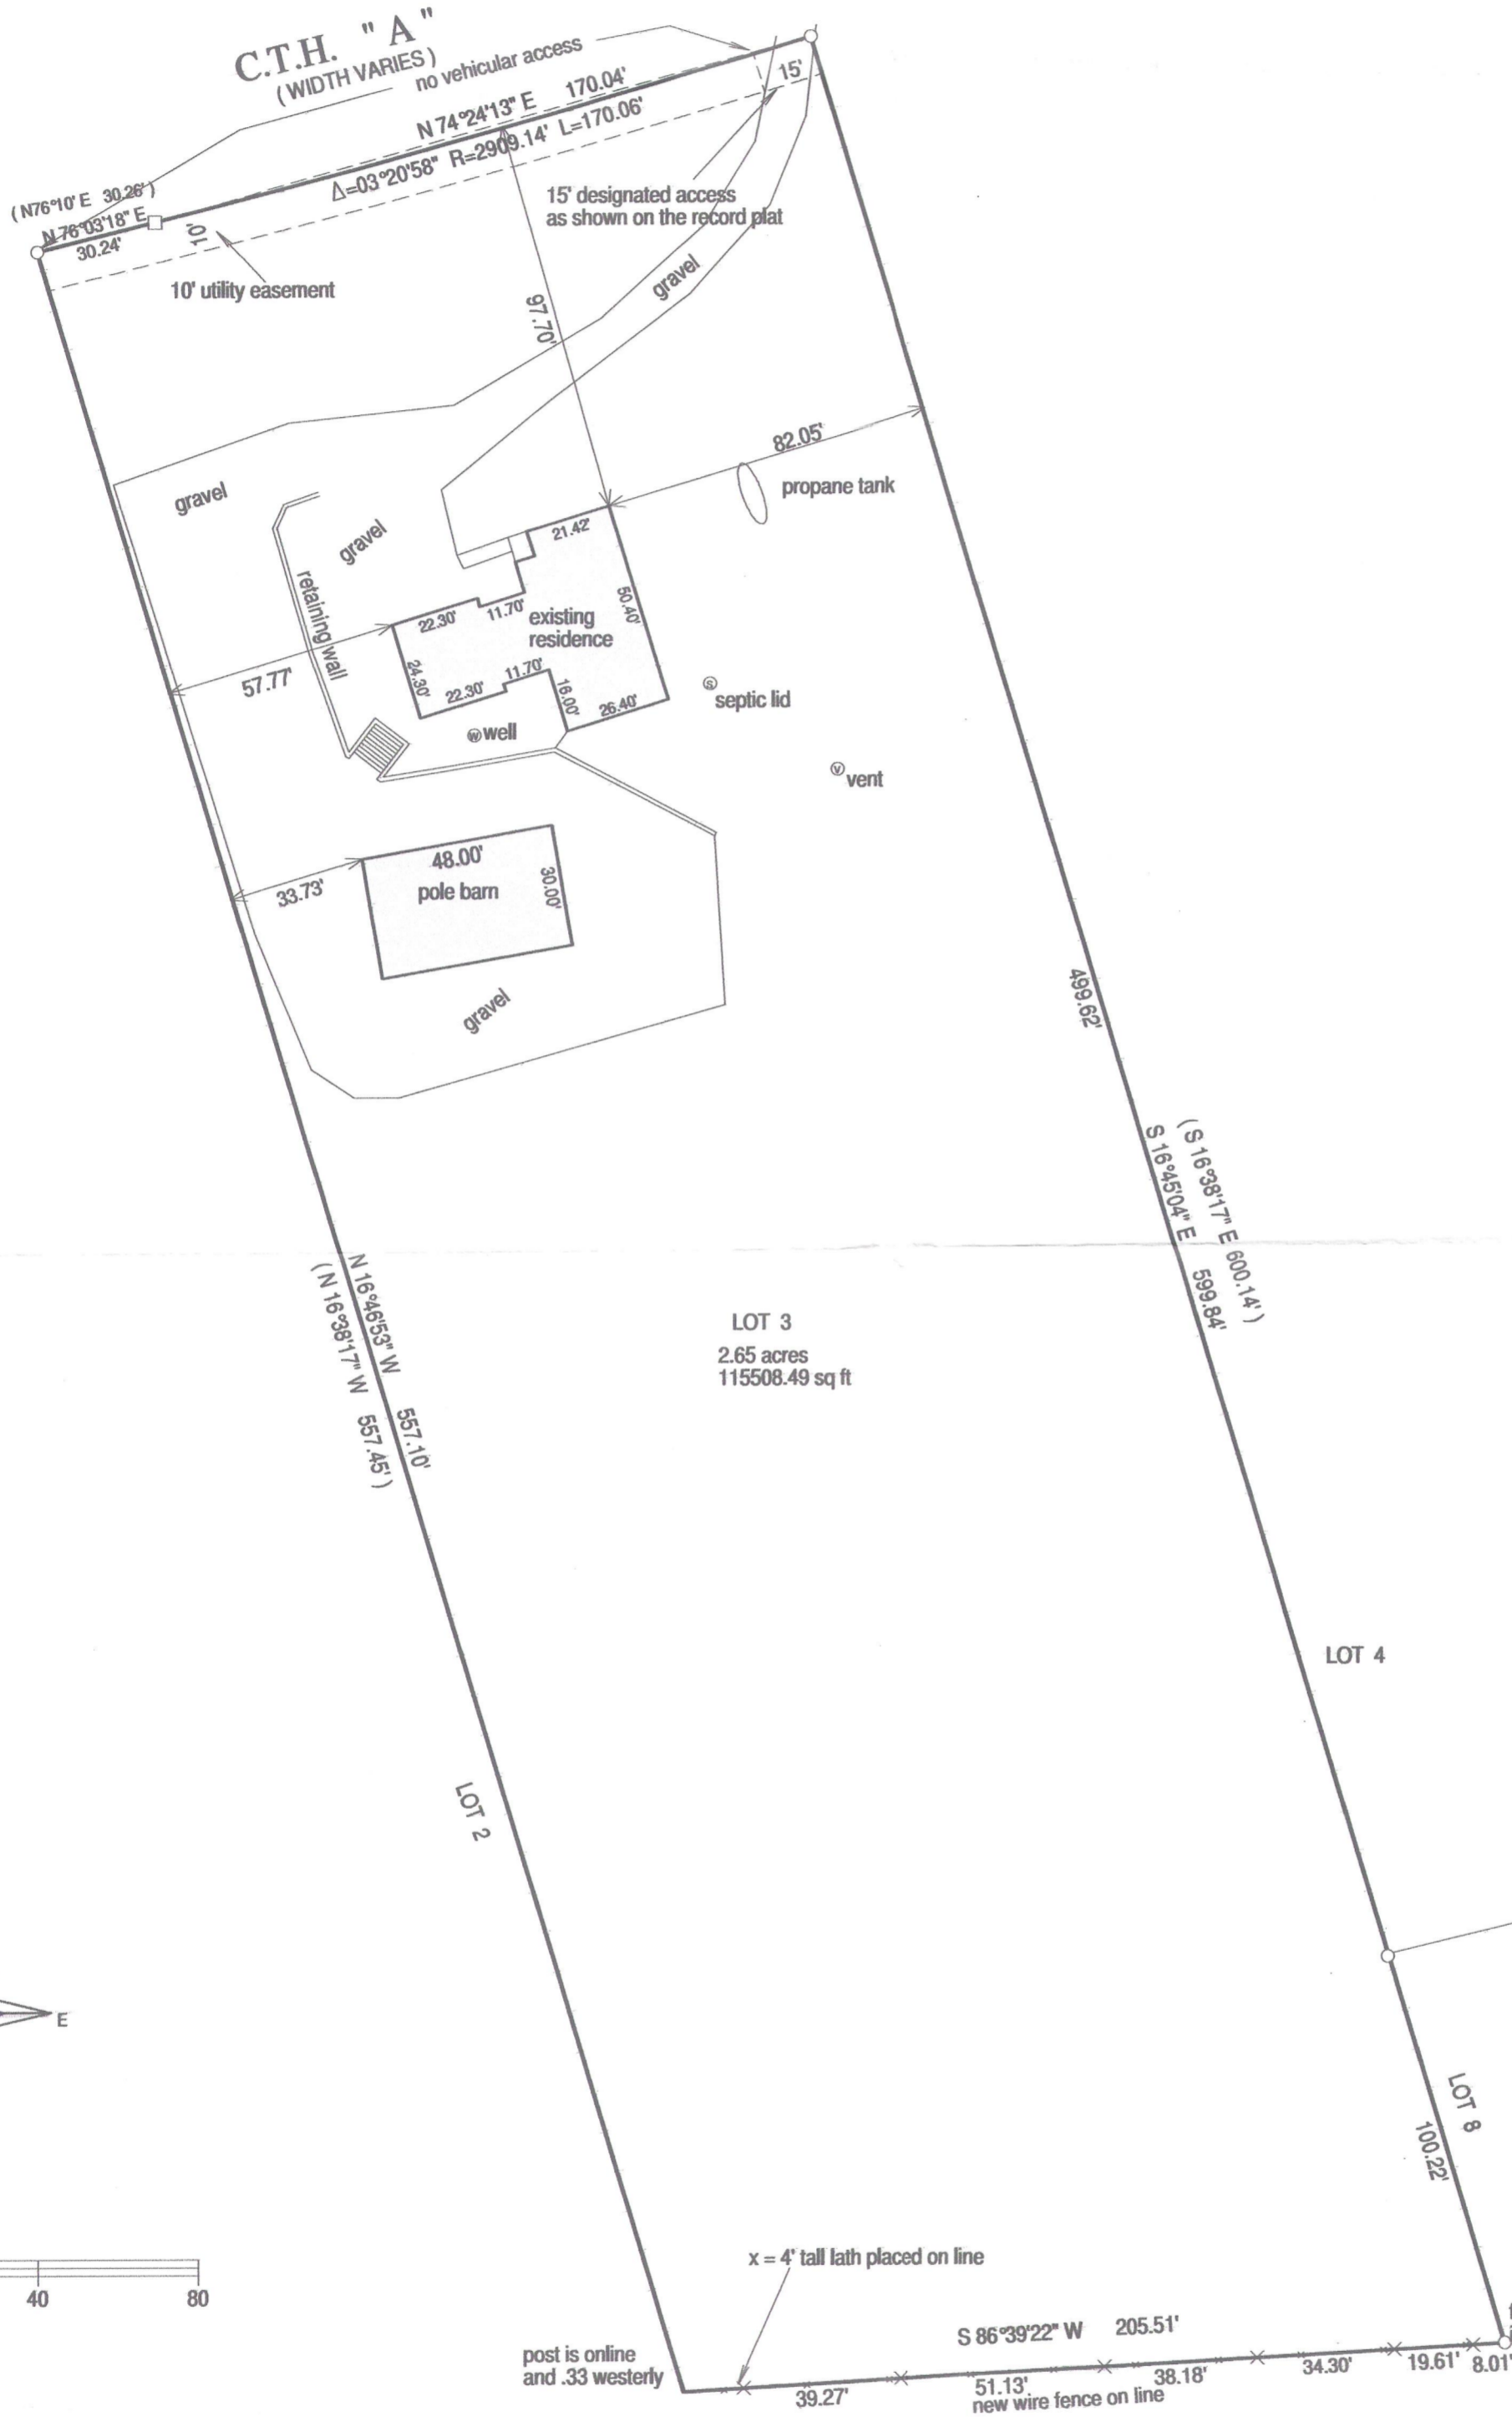 C.T.H. "A"
(WIDTH VARIES)
no vehicular access
N 74°24'13" E 170.04'
Δ=03°20'58" R=2909.14' L=170.06'
15'
(N76°10' E 30.26')
N 76°03'18" E
30.24'
10'
10' utility easement
15' designated access
as shown on the record plat
gravel
97.70'
82.05'
propane tank
gravel
gravel
retaining wall
21.42'
50.40'
22.30'
11.70'
existing
residence
24.30'
22.30'
11.70'
16.00'
26.40'
57.77'
S
septic lid
W well
V
vent
48.00'
pole barn
30.00'
33.73'
gravel
499.62'
(S 16°38'17" E 600.14')
S 16°45'04" E 599.84'
N 16°46'53" W 557.10'
(N 16°38'17" W 557.45')
LOT 3
2.65 acres
115508.49 sq ft
LOT 4
LOT 2
E
LOT 8
100.22'
40 80
x = 4' tall lath placed on line
S 86°39'22" W 205.51'
post is online
and .33 westerly
39.27' 51.13' 38.18' 34.30' 19.61' 8.01'
new wire fence on line